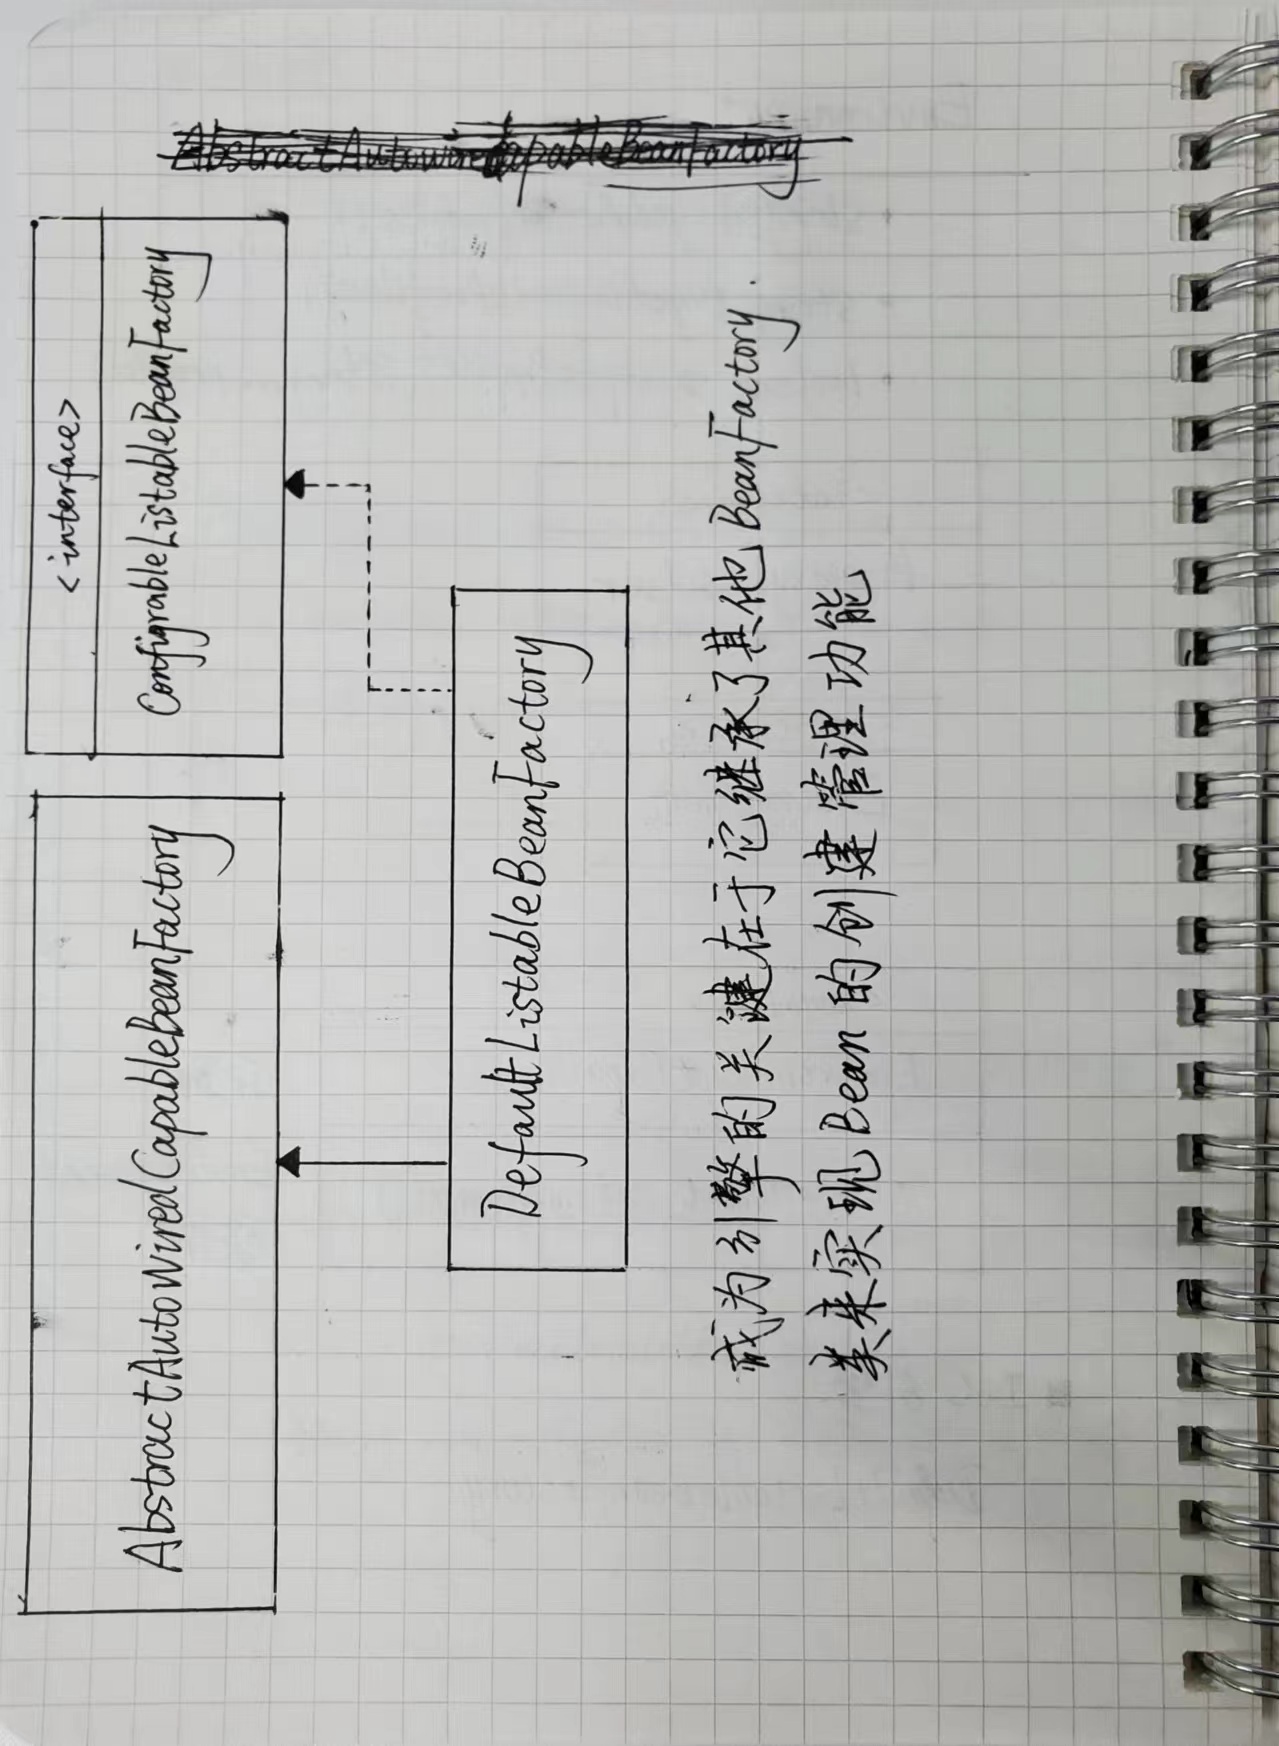 AbstractAutowireCapableBeanFactory
AbstractAutoWiredCapableBeanFactory
<interface>
ConfigrableListableBeanFactory
DefaultListableBeanFactory
成为引擎的关键在于它继承了其他BeanFactory
类来实现Bean的创建管理功能